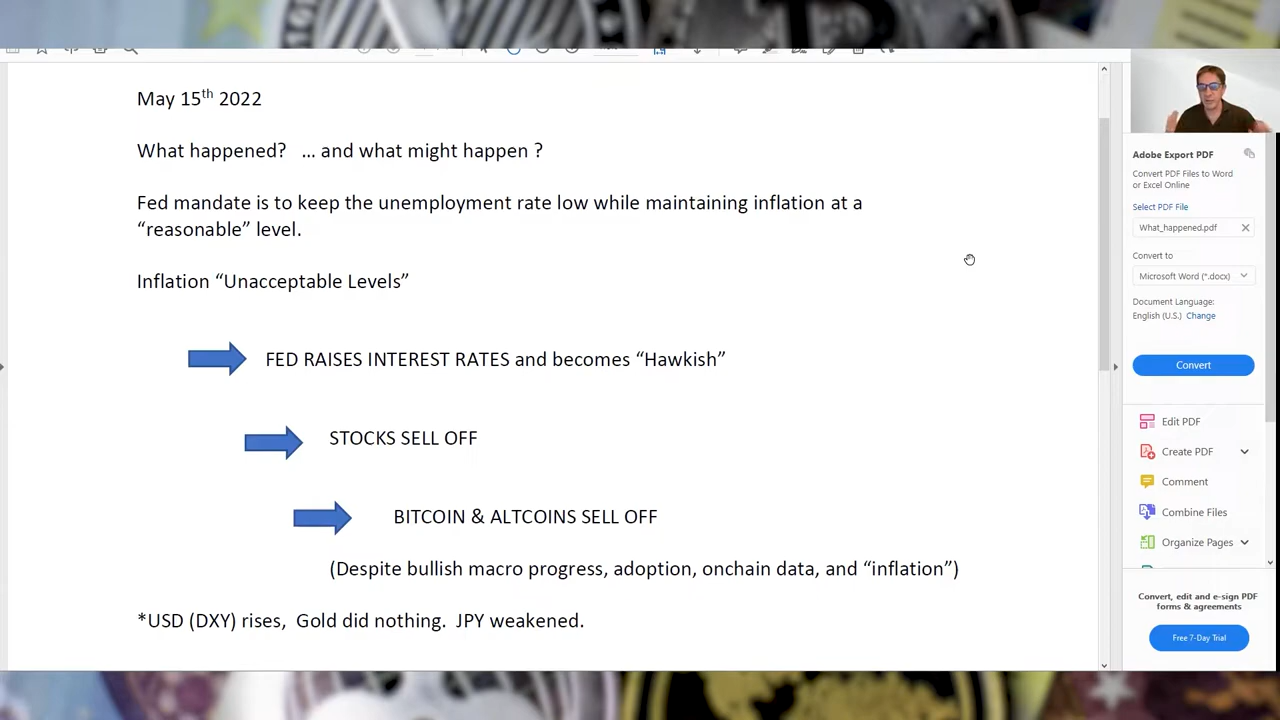 May 15th 2022
What happened?   … and what might happen ?
Fed mandate is to keep the unemployment rate low while maintaining inflation at a
“reasonable” level.
Inflation “Unacceptable Levels”
FED RAISES INTEREST RATES and becomes “Hawkish”
STOCKS SELL OFF
BITCOIN & ALTCOINS SELL OFF
(Despite bullish macro progress, adoption, onchain data, and “inflation”)
*USD (DXY) rises,  Gold did nothing.  JPY weakened.
Adobe Export PDF
Convert PDF Files to Word
or Excel Online
Select PDF File
What_happened.pdf
Convert to
Microsoft Word (*.docx)
Document Language:
English (U.S.) Change
Convert
Edit PDF
Create PDF
Comment
Combine Files
Organize Pages
Convert, edit and e-sign PDF
forms & agreements
Free 7-Day Trial